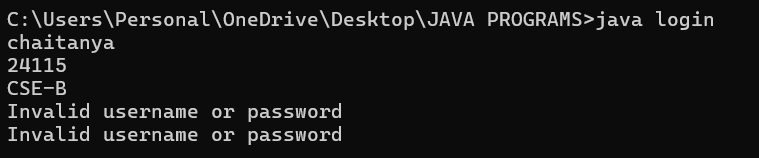 C:\Users\Personal\OneDrive\Desktop\JAVA PROGRAMS>java login
chaitanya
24115
CSE-B
Invalid username or password
Invalid username or password